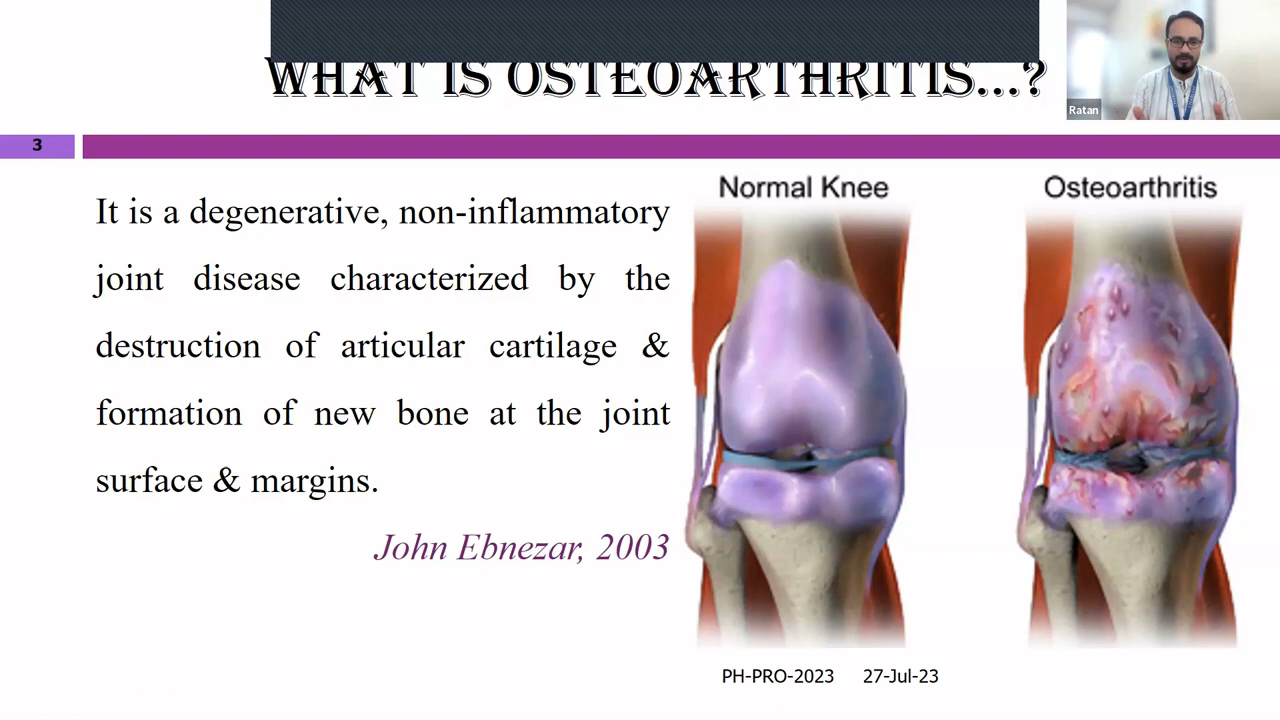 WHAT IS OSTEOARTHRITIS...?
Ratan
3
Normal Knee
Osteoarthritis
It is a degenerative, non-inflammatory
joint disease characterized by the
destruction of articular cartilage &
formation of new bone at the joint
surface & margins.
John Ebnezar, 2003
PH-PRO-2023 27-Jul-23